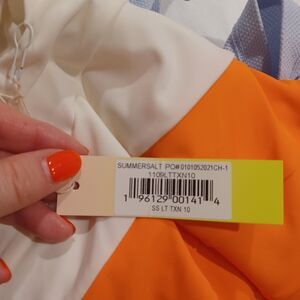 SUMMERSALT PO# 0101052021CH-1
1109LTTXN10
1 96129 00141 4
SS LT TXN 10